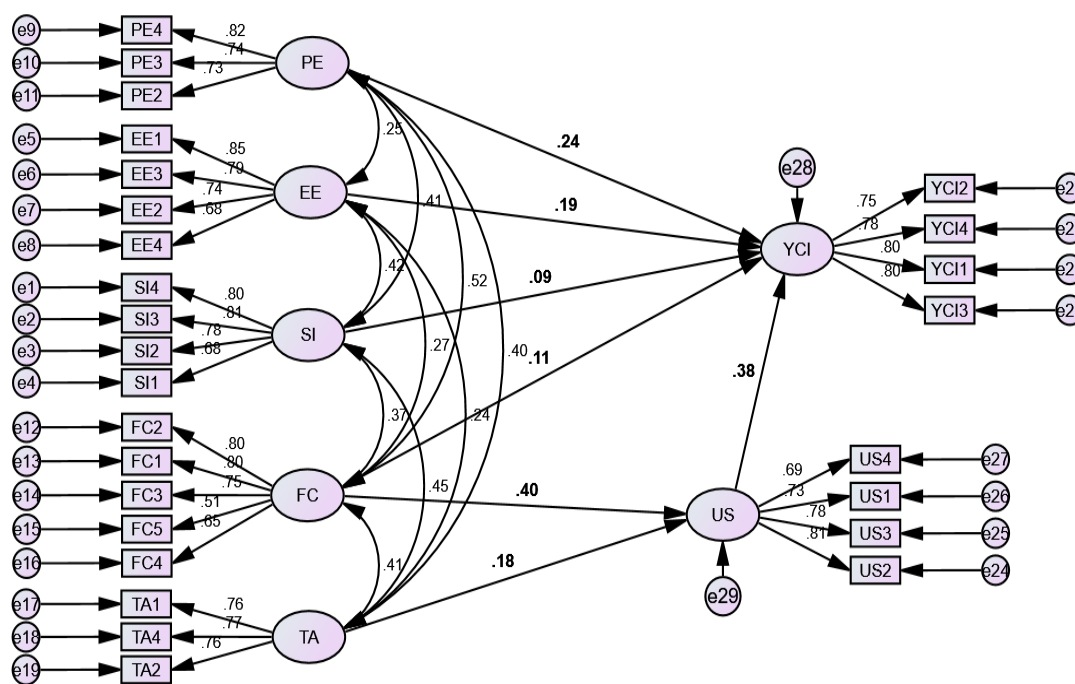 e9 PE4 .82
e10 PE3 .74
e11 PE2 .73
PE
e5 EE1 .85
e6 EE3 .79
e7 EE2 .74
e8 EE4 .68
EE
e1 SI4 .80
e2 SI3 .81
e3 SI2 .78
e4 SI1 .68
SI
e12 FC2 .80
e13 FC1 .80
e14 FC3 .75
e15 FC5 .51
e16 FC4 .65
FC
e17 TA1 .76
e18 TA4 .77
e19 TA2 .76
TA
.25
.41
.42
.52
.27
.40
.37
.24
.45
.41
.24
.19
.09
.11
.38
.40
.18
e28
YCI
.75 YCI2 e2
.78 YCI4 e2
.80 YCI1 e2
.80 YCI3 e2
US
e29
.69 US4 e27
.73 US1 e26
.78 US3 e25
.81 US2 e24